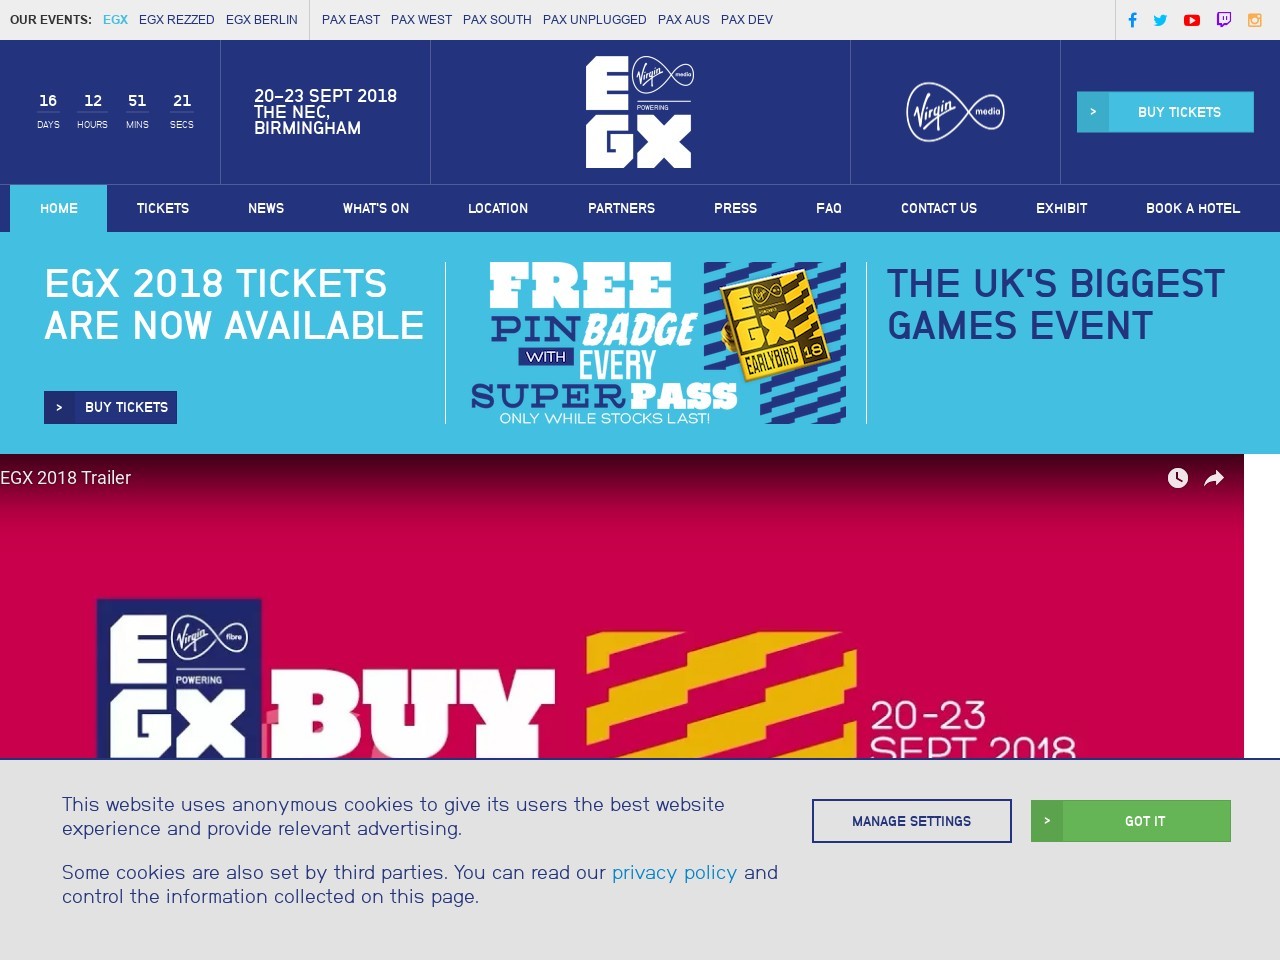 OUR EVENTS: EGX EGX REZZED EGX BERLIN PAX EAST PAX WEST PAX SOUTH PAX UNPLUGGED PAX AUS PAX DEV
16 12 51 21
DAYS HOURS MINS SECS
20–23 SEPT 2018
THE NEC,
BIRMINGHAM
Virgin media
POWERING
EGX
Virgin media
> BUY TICKETS
HOME TICKETS NEWS WHAT'S ON LOCATION PARTNERS PRESS FAQ CONTACT US EXHIBIT BOOK A HOTEL
EGX 2018 TICKETS
ARE NOW AVAILABLE
> BUY TICKETS
FREE
PIN BADGE
WITH EVERY
SUPER PASS
ONLY WHILE STOCKS LAST!
EGX
EARLYBIRD 18
THE UK'S BIGGEST
GAMES EVENT
EGX 2018 Trailer
Virgin fibre
POWERING
EGX
BUY
20-23
SEPT 2018
This website uses anonymous cookies to give its users the best website
experience and provide relevant advertising.
Some cookies are also set by third parties. You can read our privacy policy and
control the information collected on this page.
MANAGE SETTINGS
> GOT IT